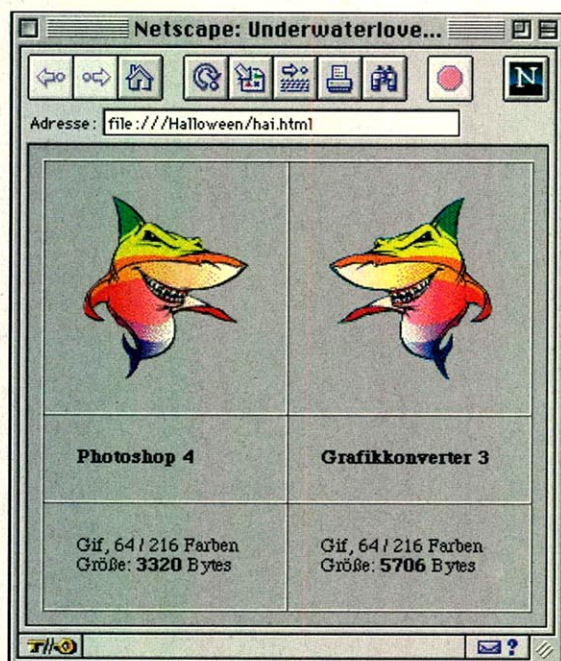 Netscape: Underwaterlove...
N
Adresse: file:///Halloween/hai.html
Photoshop 4
Grafikkonverter 3
Gif, 64 / 216 Farben
Größe: 3320 Bytes
Gif, 64 / 216 Farben
Größe: 5706 Bytes
?